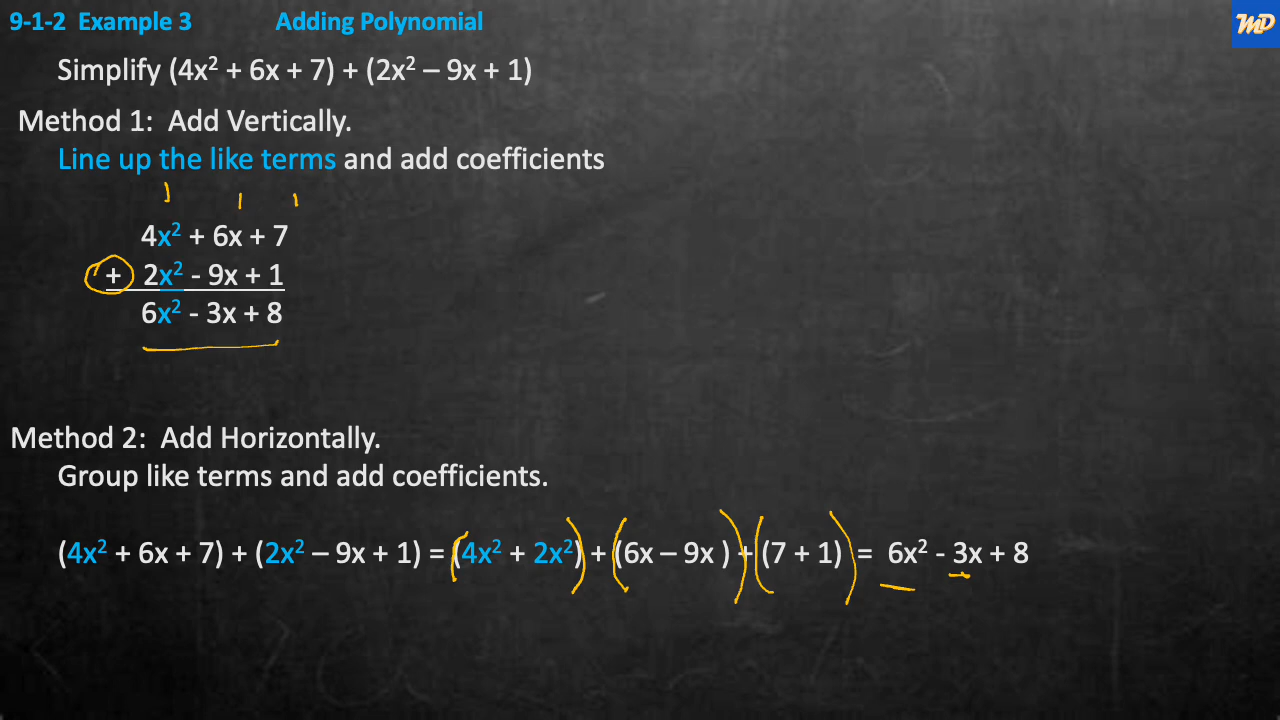 9-1-2 Example 3 Adding Polynomial
MD
Simplify (4x² + 6x + 7) + (2x² – 9x + 1)
Method 1: Add Vertically.
Line up the like terms and add coefficients
4x² + 6x + 7
+ 2x² - 9x + 1
6x² - 3x + 8
Method 2: Add Horizontally.
Group like terms and add coefficients.
(4x² + 6x + 7) + (2x² – 9x + 1) = (4x² + 2x²) + (6x – 9x ) + (7 + 1) = 6x² - 3x + 8